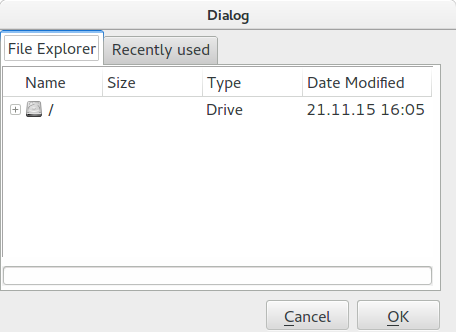 Dialog
File Explorer Recently used
Name Size Type Date Modified
/ Drive 21.11.15 16:05
Cancel OK